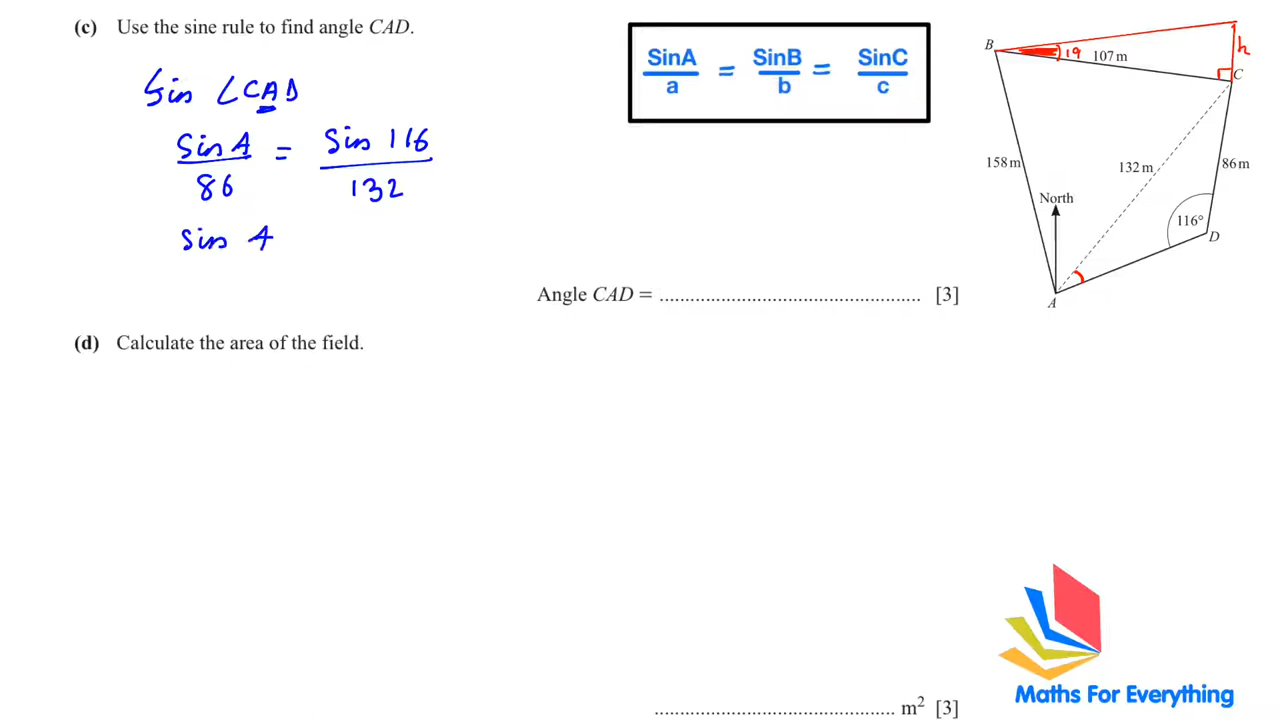 (c) Use the sine rule to find angle CAD.
Sin ∠CAD
SinA / 86 = Sin 116 / 132
Sin A
SinA / a = SinB / b = SinC / c
B
19
107 m
h
C
158 m
132 m
86 m
North
116°
D
A
Angle CAD = ................................................ [3]
(d) Calculate the area of the field.
............................................. m² [3]
Maths For Everything